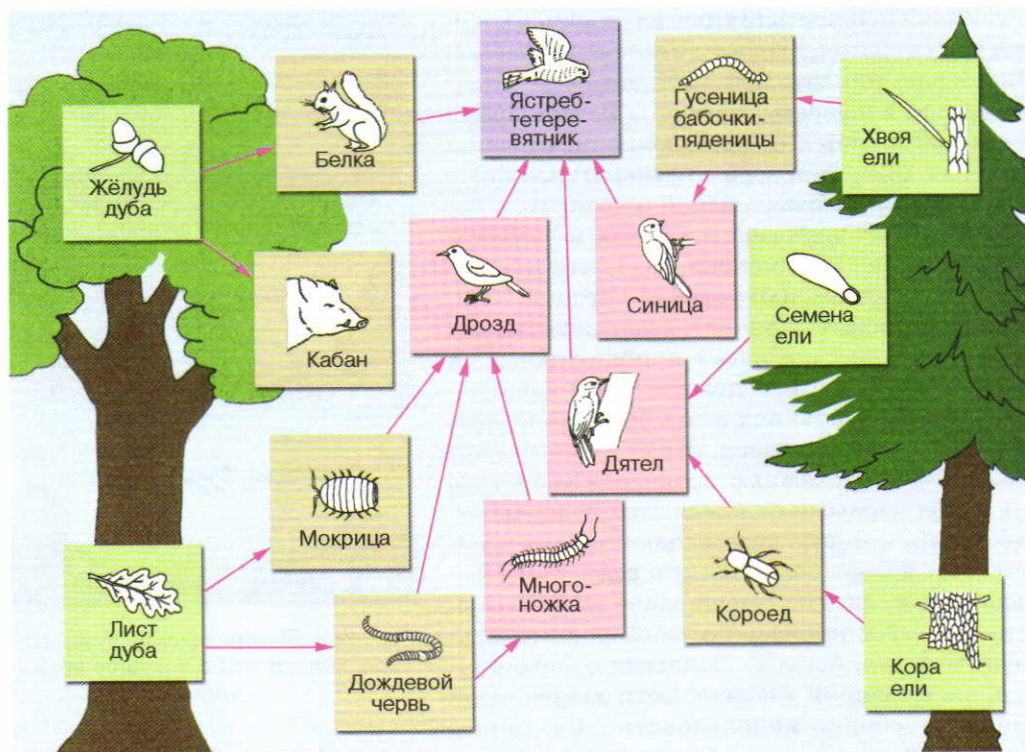 Жёлудь
дуба
Белка
Ястреб-
тетере-
вятник
Гусеница
бабочки-
пяденицы
Хвоя
ели
Кабан
Дрозд
Синица
Семена
ели
Дятел
Мокрица
Много-
ножка
Короед
Лист
дуба
Дождевой
червь
Кора
ели